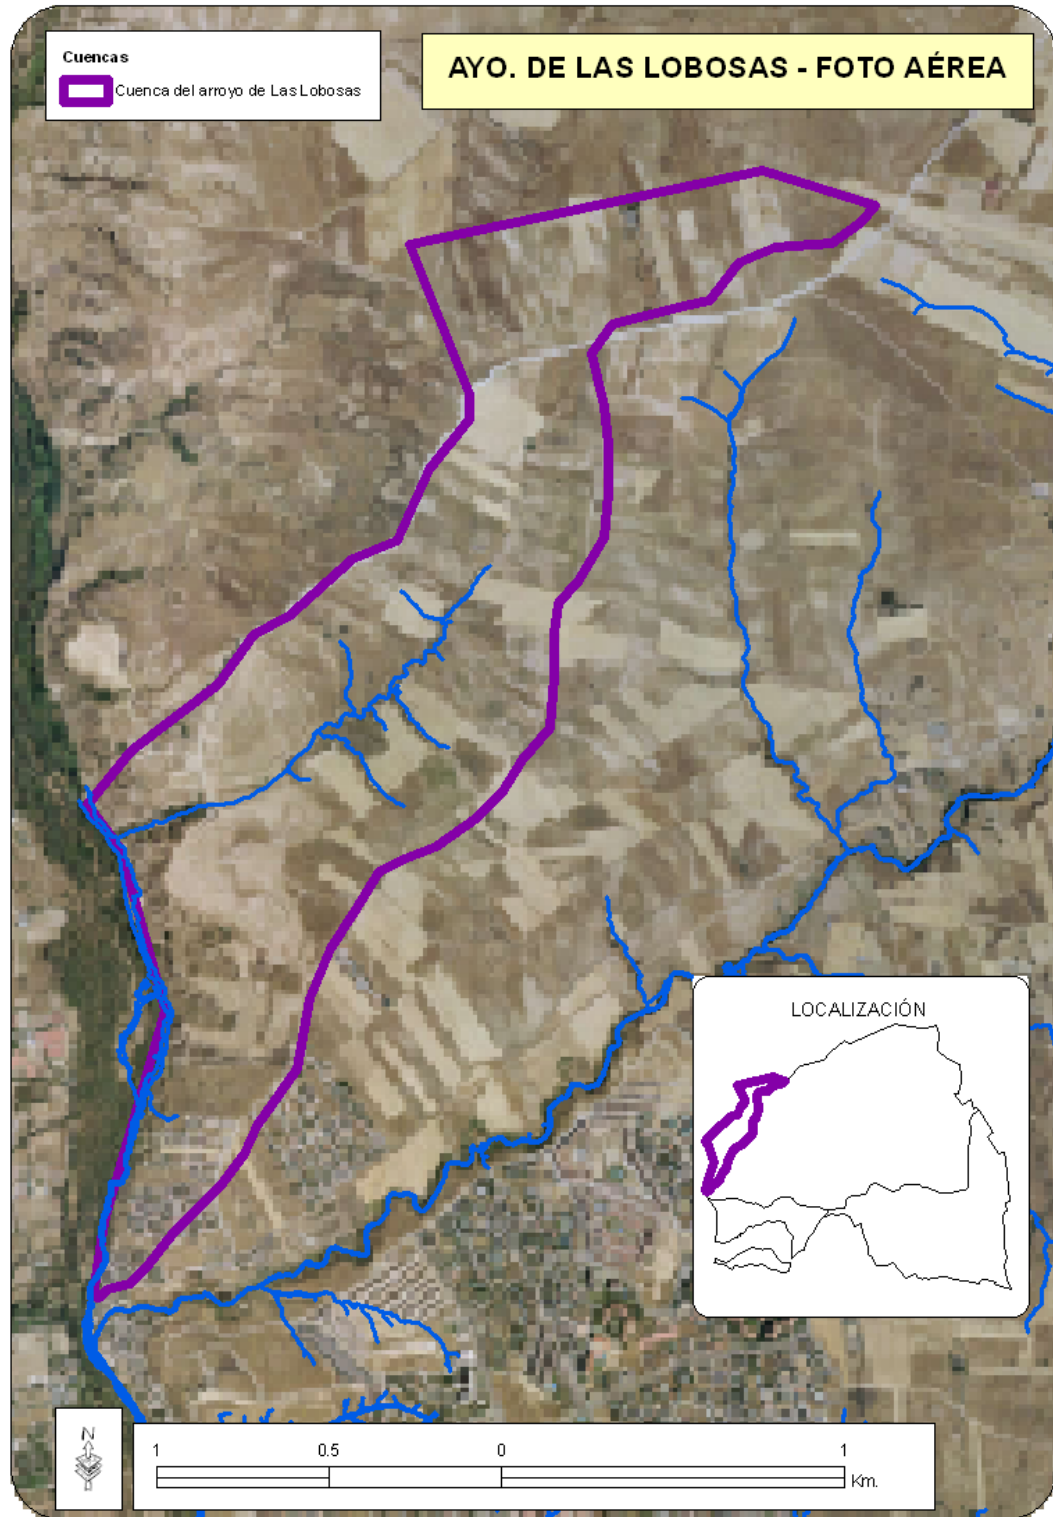 Cuencas
Cuenca del arroyo de Las Lobosas
AYO. DE LAS LOBOSAS - FOTO AÉREA
LOCALIZACIÓN
N
1 0.5 0 1
Km.